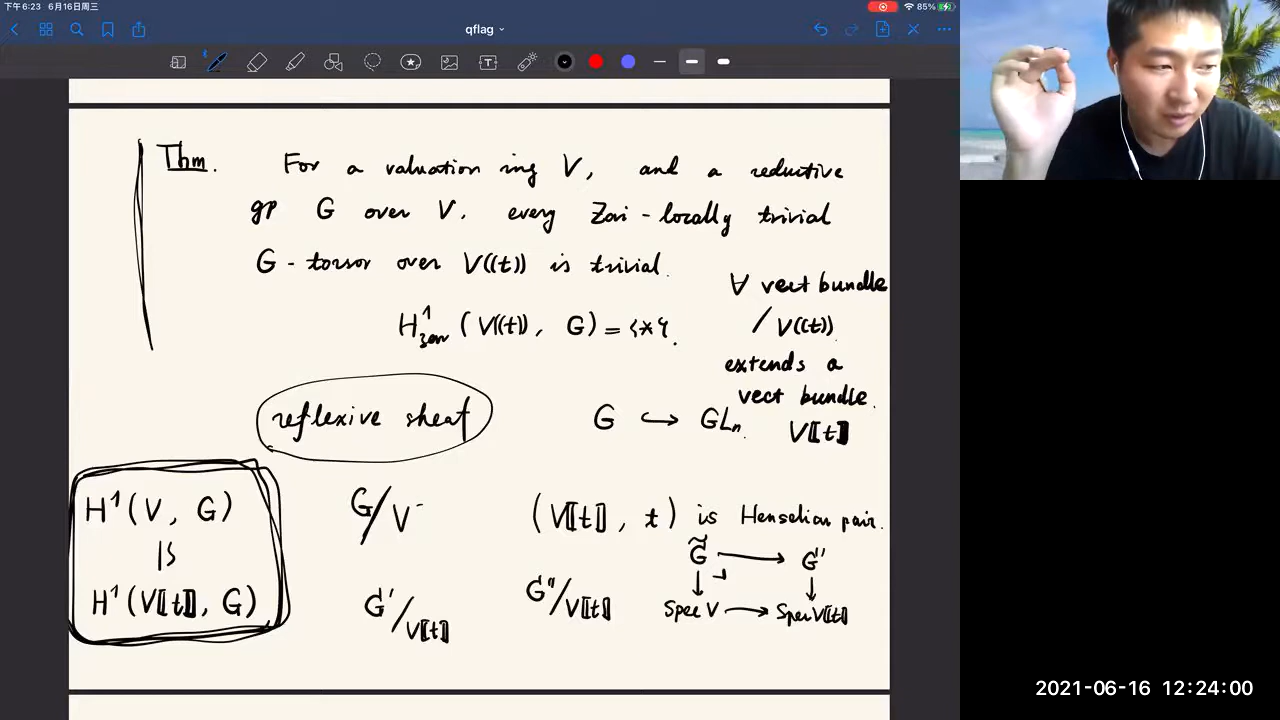 下午6:23 6月16日周三
85%
qflag
Thm. For a valuation ring V, and a reductive
gp G over V, every Zar-locally trivial
G-torsor over V((t)) is trivial.
H¹_zar (V((t)), G) = {*}.
∀ vect bundle
/ V((t))
extends a
vect bundle.
V⟦t⟧
reflexive sheaf
G ↪ GLn.
H¹(V, G)
H¹(V⟦t⟧, G)
G/V
G'/V⟦t⟧
(V⟦t⟧, t) is Henselian pair.
G''/V⟦t⟧
G̃ → G''
↓ ↓
Spec V → Spec V⟦t⟧
2021-06-16 12:24:00